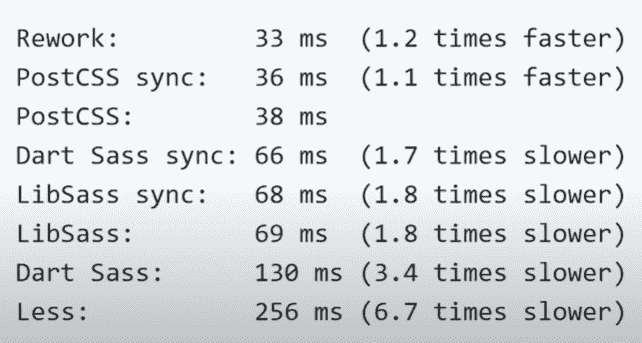 Rework: 33 ms (1.2 times faster)
PostCSS sync: 36 ms (1.1 times faster)
PostCSS: 38 ms
Dart Sass sync: 66 ms (1.7 times slower)
LibSass sync: 68 ms (1.8 times slower)
LibSass: 69 ms (1.8 times slower)
Dart Sass: 130 ms (3.4 times slower)
Less: 256 ms (6.7 times slower)